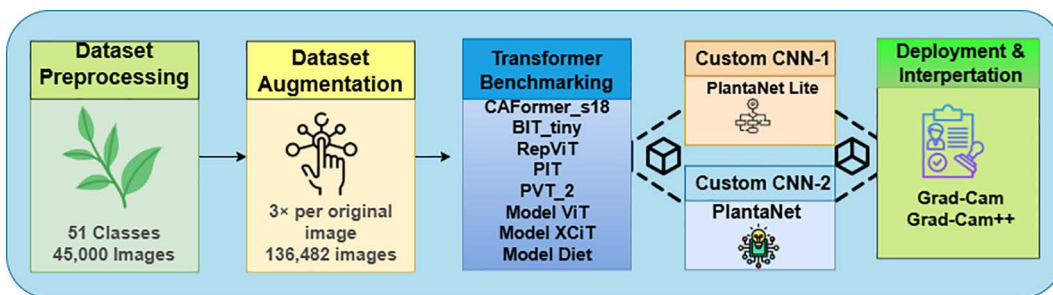 Dataset
Preprocessing
51 Classes
45,000 Images
Dataset
Augmentation
3× per original
image
136,482 images
Transformer
Benchmarking
CAFormer_s18
BIT_tiny
RepViT
PIT
PVT_2
Model ViT
Model XCiT
Model Diet
Custom CNN-1
PlantaNet Lite
Custom CNN-2
PlantaNet
Deployment &
Interpertation
Grad-Cam
Grad-Cam++